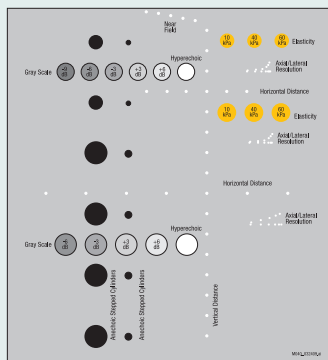 Near
Field
10
kPa
40
kPa
60
kPa
Elasticity
Hyperechoic
Gray Scale
-9
dB
-6
dB
-3
dB
+3
dB
+6
dB
Axial/Lateral
Resolution
Horizontal Distance
10
kPa
40
kPa
60
kPa
Elasticity
Axial/Lateral
Resolution
Horizontal Distance
Axial/Lateral
Resolution
Hyperechoic
Gray Scale
-6
dB
-3
dB
+3
dB
+6
dB
Anechoic Stepped Cylinders
Anechoic Stepped Cylinders
Vertical Distance